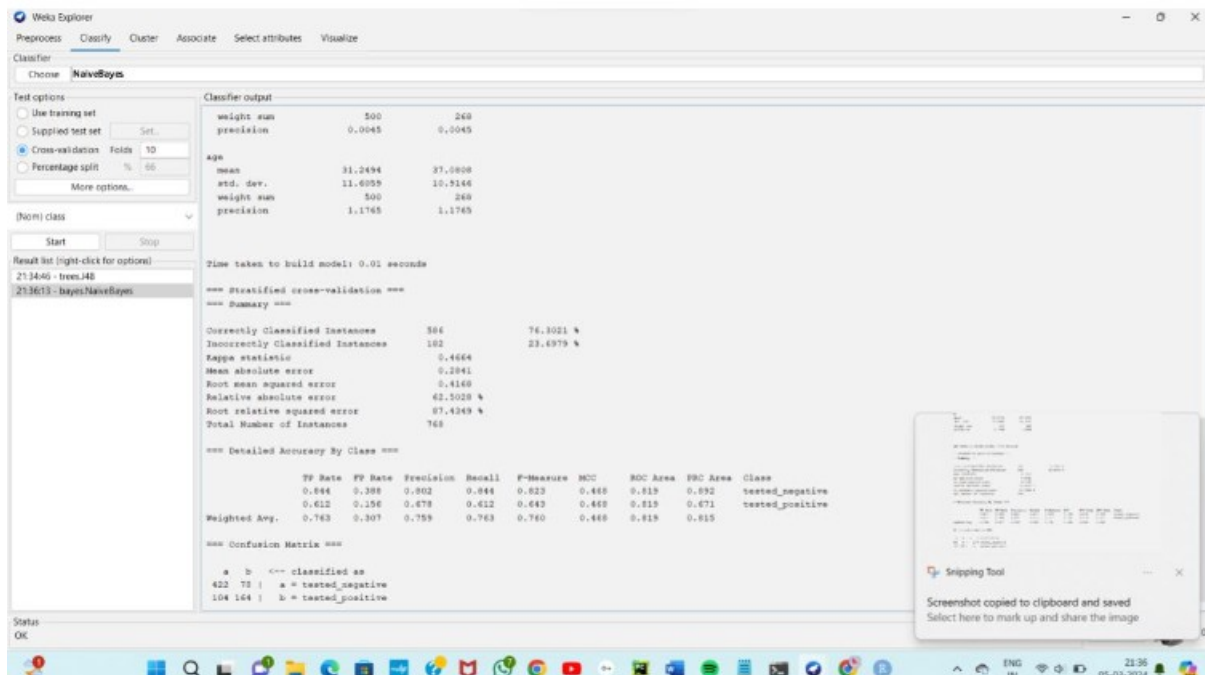 Weka Explorer
Preprocess Classify Cluster Associate Select attributes Visualize
Classifier
Choose NaiveBayes
Test options
Use training set
Supplied test set Set...
Cross-validation Folds 10
Percentage split % 66
More options...
(Nom) class
Start Stop
Result list (right-click for options)
21:34:46 - trees.J48
21:36:13 - bayes.NaiveBayes
Classifier output
weight sum 500 268
precision 0.0045 0.0045
age
mean 31.2494 37.0808
std. dev. 11.6059 10.9146
weight sum 500 268
precision 1.1765 1.1765
Time taken to build model: 0.01 seconds
=== Stratified cross-validation ===
=== Summary ===
Correctly Classified Instances 586 76.3021 %
Incorrectly Classified Instances 182 23.6979 %
Kappa statistic 0.4664
Mean absolute error 0.2841
Root mean squared error 0.4168
Relative absolute error 62.5028 %
Root relative squared error 87.4349 %
Total Number of Instances 768
=== Detailed Accuracy By Class ===
TP Rate FP Rate Precision Recall F-Measure MCC ROC Area PRC Area Class
0.844 0.388 0.802 0.844 0.823 0.468 0.819 0.892 tested_negative
0.612 0.156 0.678 0.612 0.643 0.468 0.819 0.671 tested_positive
Weighted Avg. 0.763 0.307 0.759 0.763 0.760 0.468 0.819 0.815
=== Confusion Matrix ===
a b <-- classified as
422 78 | a = tested_negative
104 164 | b = tested_positive
Snipping Tool
Screenshot copied to clipboard and saved
Select here to mark up and share the image
Status
OK
ENG
IN
21:36
05-03-2024